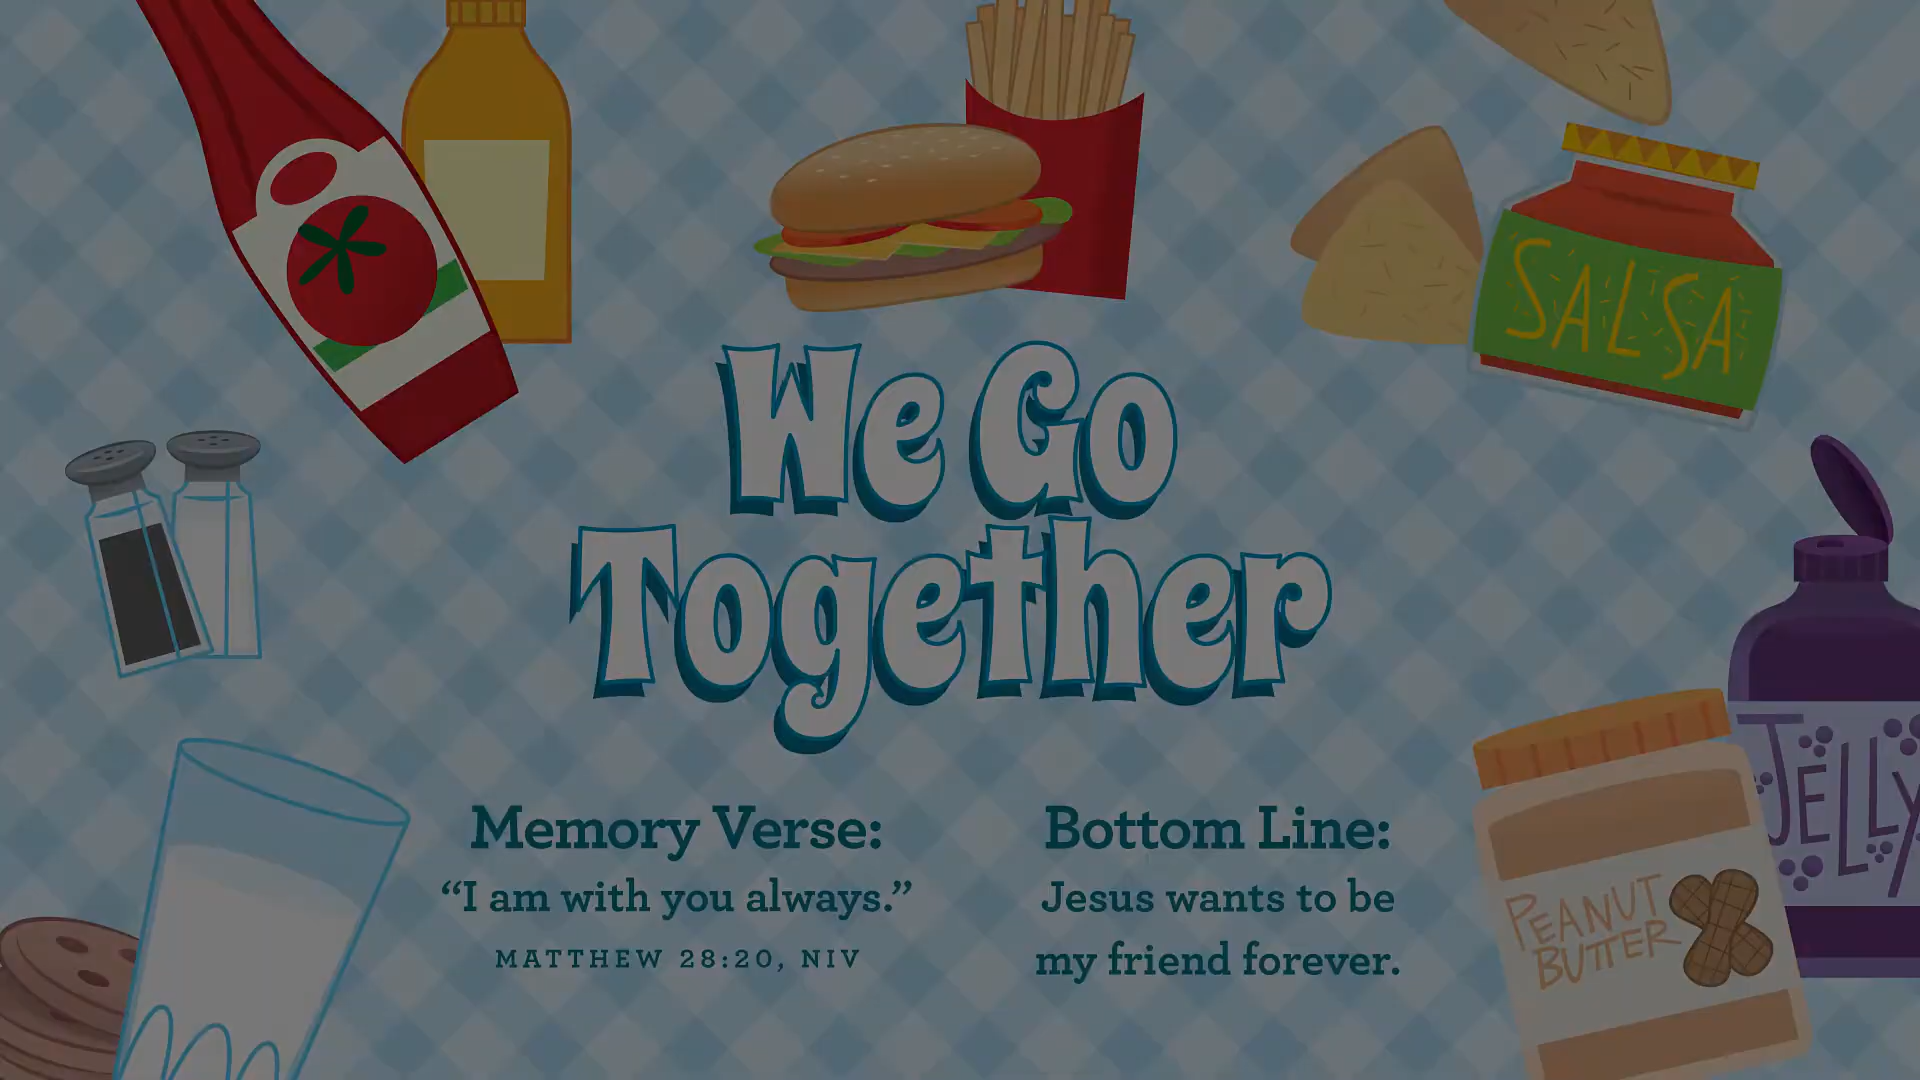 SALSA
We Go
Together
Memory Verse:
“I am with you always.”
MATTHEW 28:20, NIV
Bottom Line:
Jesus wants to be
my friend forever.
JELLY
PEANUT
BUTTER